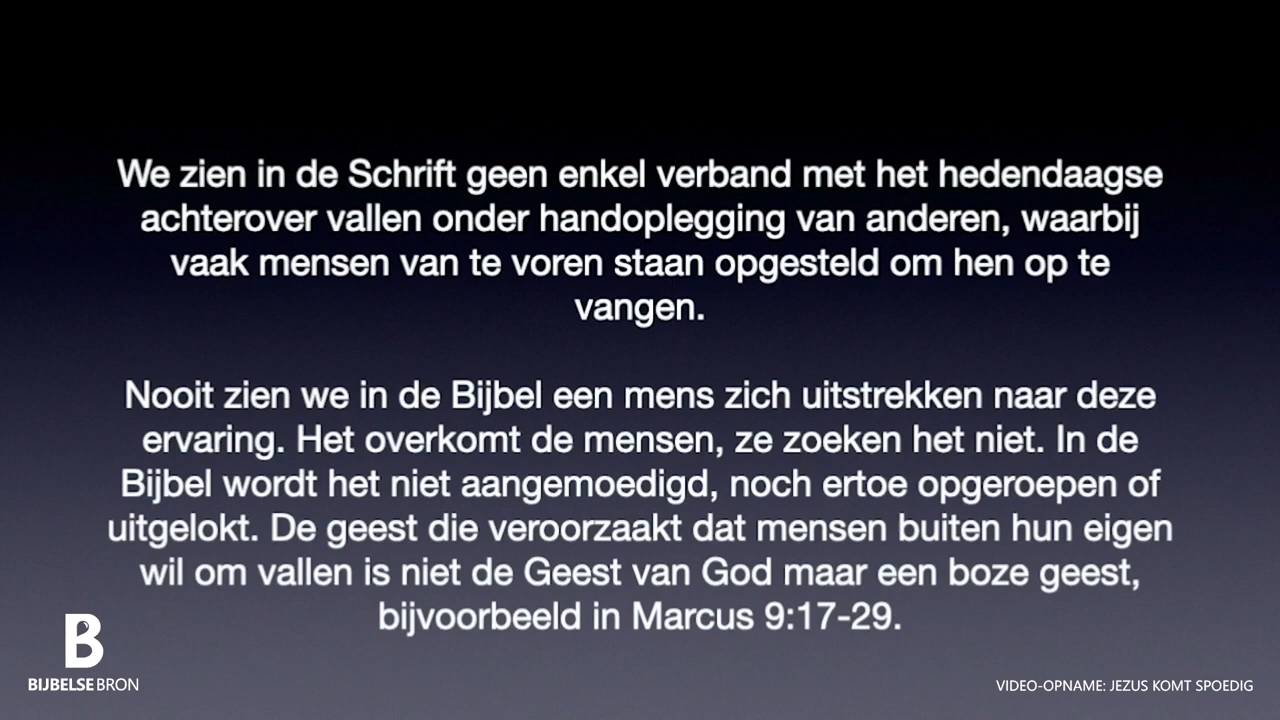 We zien in de Schrift geen enkel verband met het hedendaagse
achterover vallen onder handoplegging van anderen, waarbij
vaak mensen van te voren staan opgesteld om hen op te
vangen.
Nooit zien we in de Bijbel een mens zich uitstrekken naar deze
ervaring. Het overkomt de mensen, ze zoeken het niet. In de
Bijbel wordt het niet aangemoedigd, noch ertoe opgeroepen of
uitgelokt. De geest die veroorzaakt dat mensen buiten hun eigen
wil om vallen is niet de Geest van God maar een boze geest,
bijvoorbeeld in Marcus 9:17-29.
B
BIJBELSEBRON
VIDEO-OPNAME: JEZUS KOMT SPOEDIG